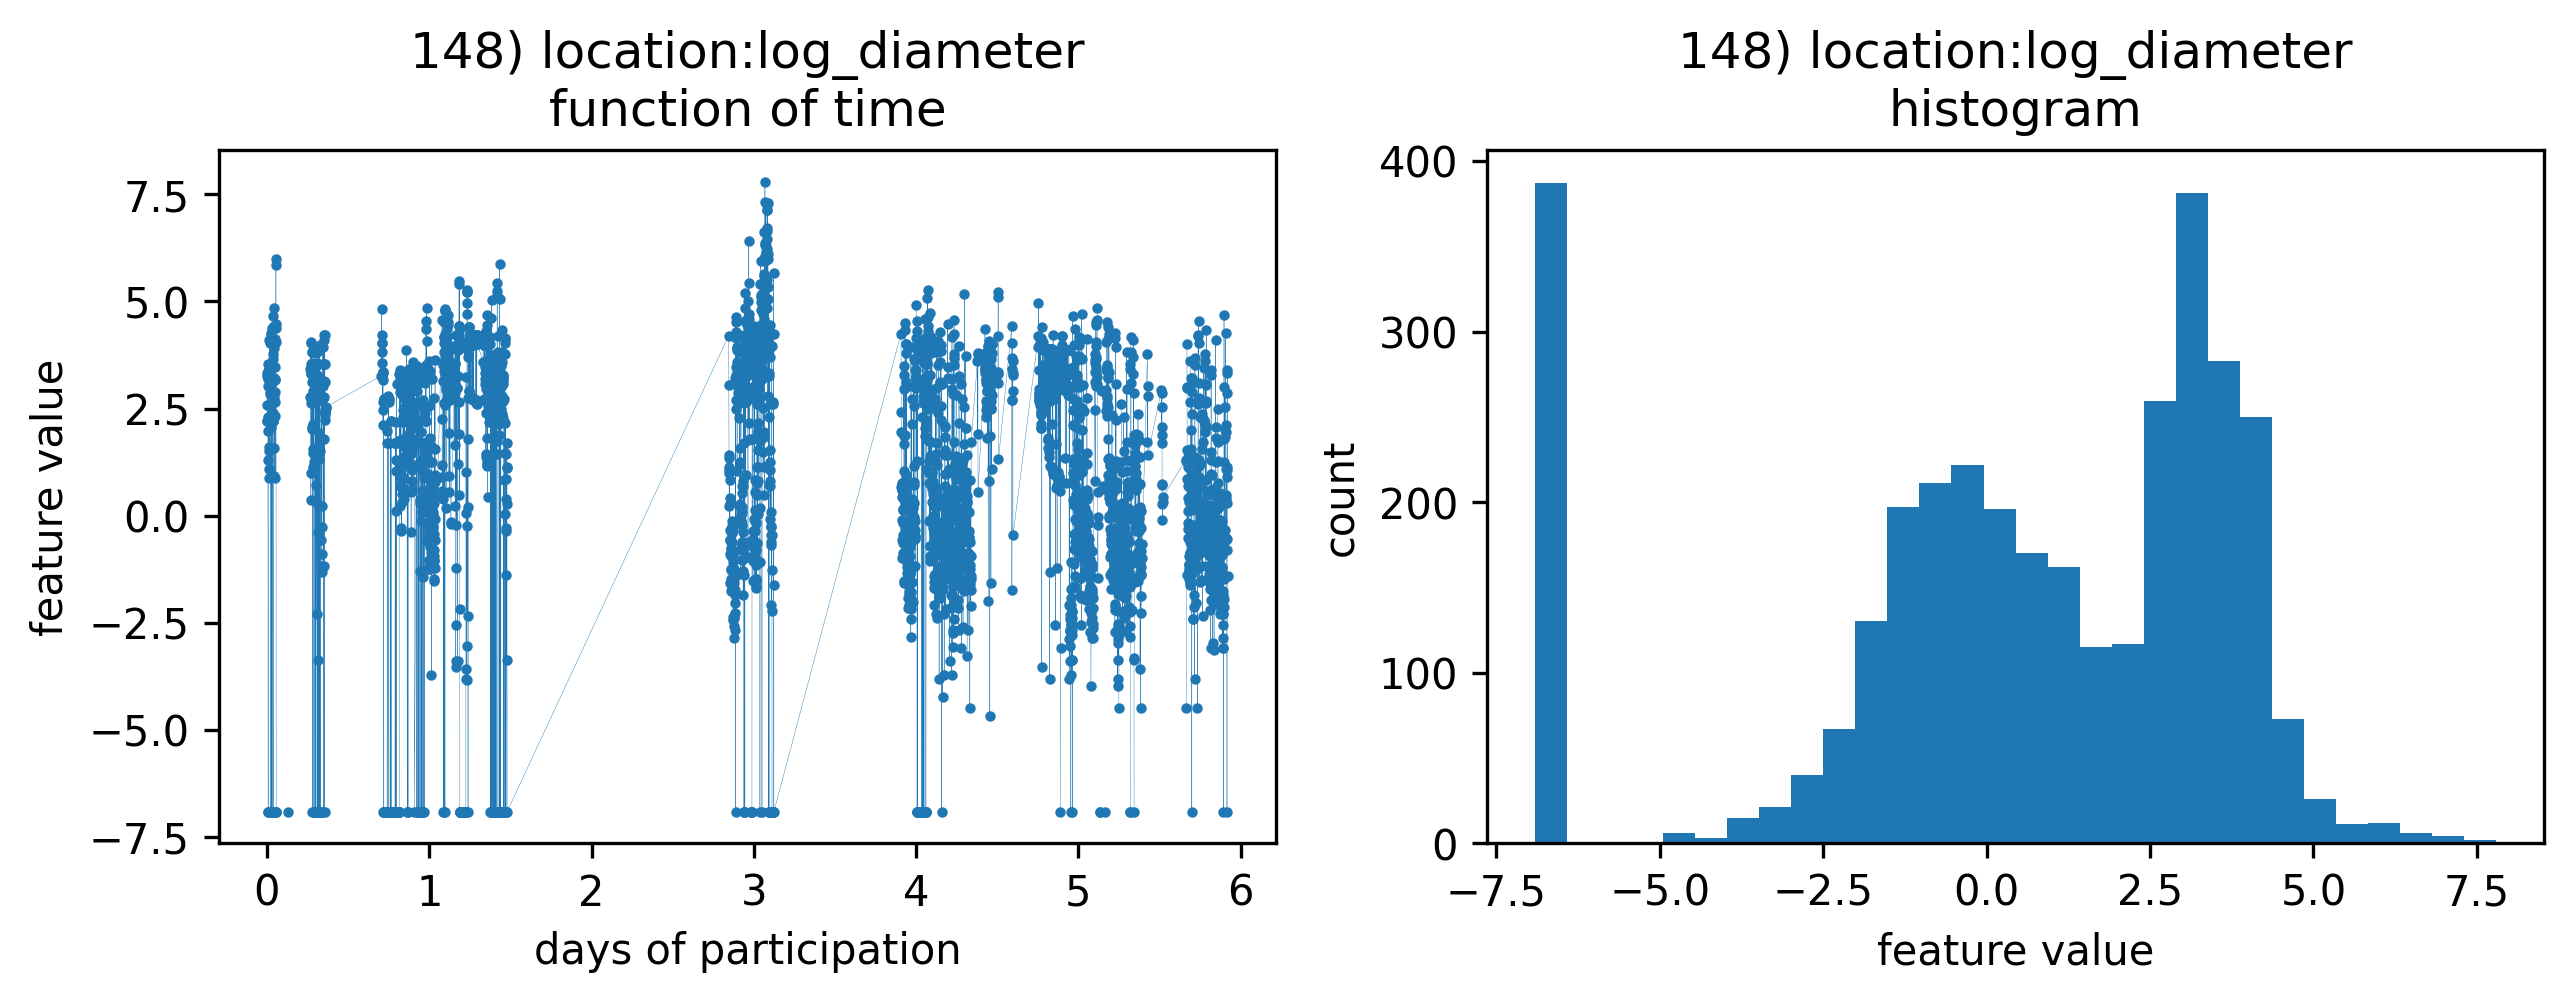 148) location:log_diameter
function of time
feature value
7.5
5.0
2.5
0.0
−2.5
−5.0
−7.5
0 1 2 3 4 5 6
days of participation
148) location:log_diameter
histogram
count
400
300
200
100
0
−7.5 −5.0 −2.5 0.0 2.5 5.0 7.5
feature value